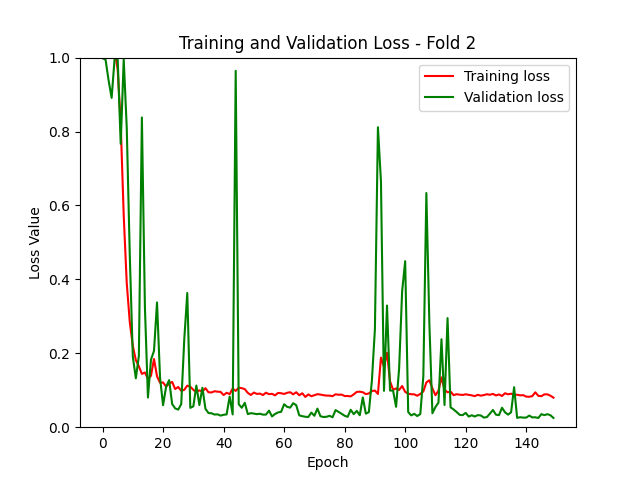 Training and Validation Loss - Fold 2
Training loss
Validation loss
Loss Value
1.0
0.8
0.6
0.4
0.2
0.0
0 20 40 60 80 100 120 140
Epoch